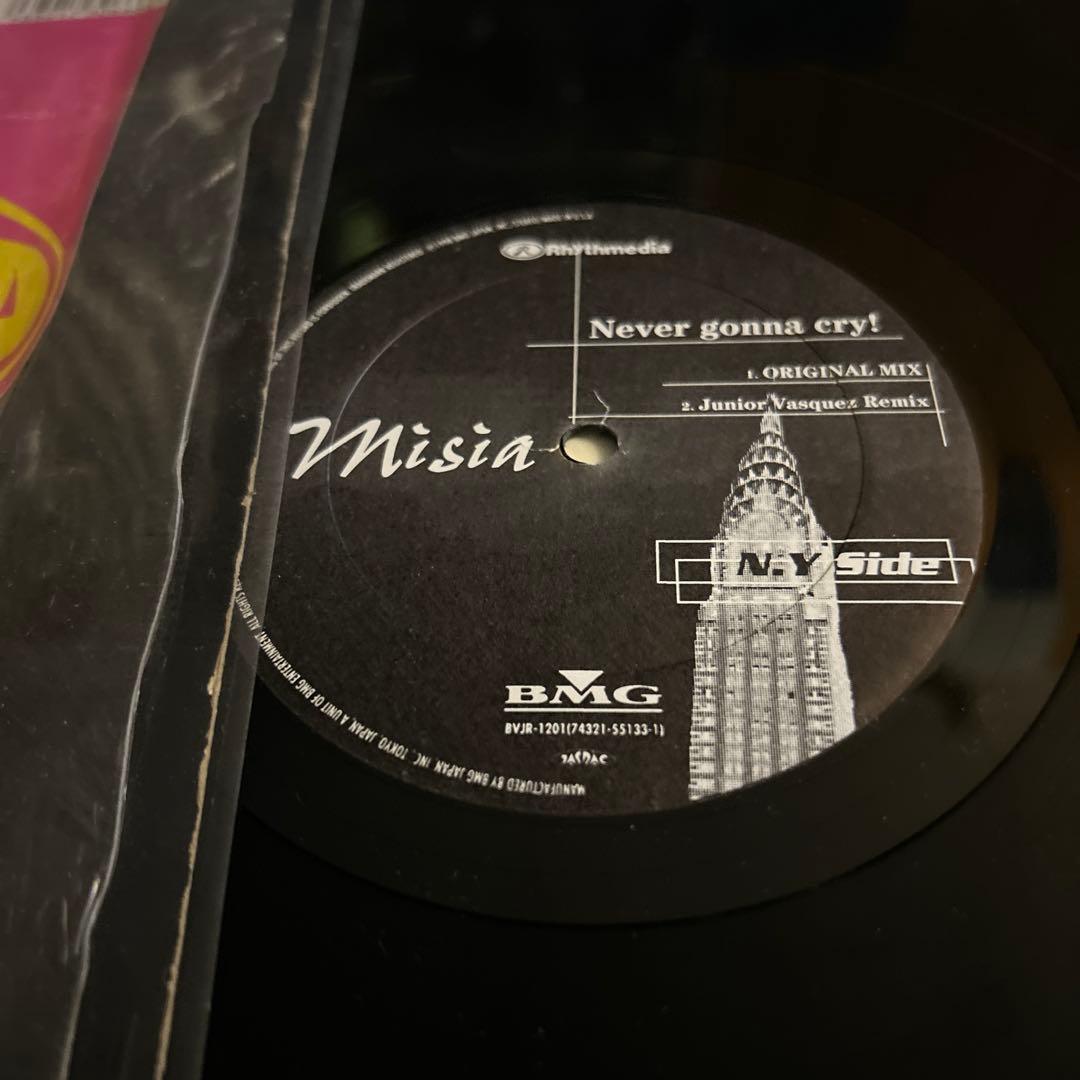 Rhythmedia
Never gonna cry!
1. ORIGINAL MIX
2. Junior Vasquez Remix
Misia
N.Y Side
BMG
BVJR-1201(74321-55133-1)
JASRAC
MANUFACTURED BY BMG JAPAN, INC., TOKYO, JAPAN, A UNIT OF BMG ENTERTAINMENT. ALL RIGHTS